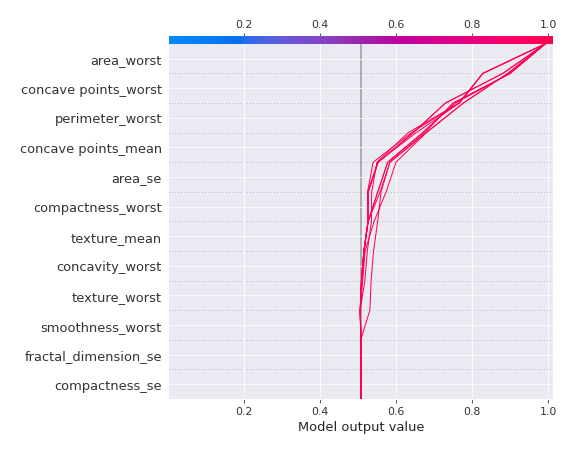 0.2 0.4 0.6 0.8 1.0
area_worst
concave points_worst
perimeter_worst
concave points_mean
area_se
compactness_worst
texture_mean
concavity_worst
texture_worst
smoothness_worst
fractal_dimension_se
compactness_se
0.2 0.4 0.6 0.8 1.0
Model output value